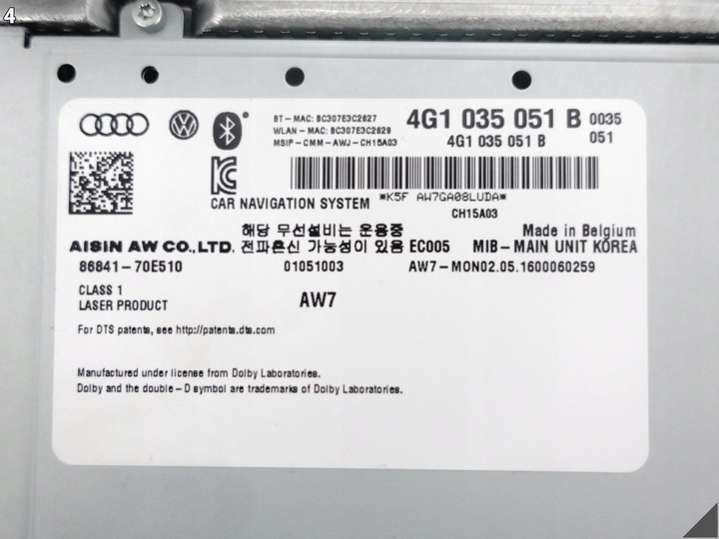 4
BT-MAC: BC307E3C2827
WLAN-MAC: BC307E3C2829
MSIP-CMM-AWJ-CH15A03
4G1 035 051 B 0035
4G1 035 051 B 051
CAR NAVIGATION SYSTEM *K5F AW7GA08LUDA*
CH15A03
해당 무선설비는 운용중 Made in Belgium
AISIN AW CO., LTD. 전파혼신 가능성이 있음 EC005 MIB-MAIN UNIT KOREA
86841-70E510 01051003 AW7-MON02.05.1600060259
CLASS 1
LASER PRODUCT AW7
For DTS patents, see http://patents.dts.com
Manufactured under license from Dolby Laboratories.
Dolby and the double-D symbol are trademarks of Dolby Laboratories.